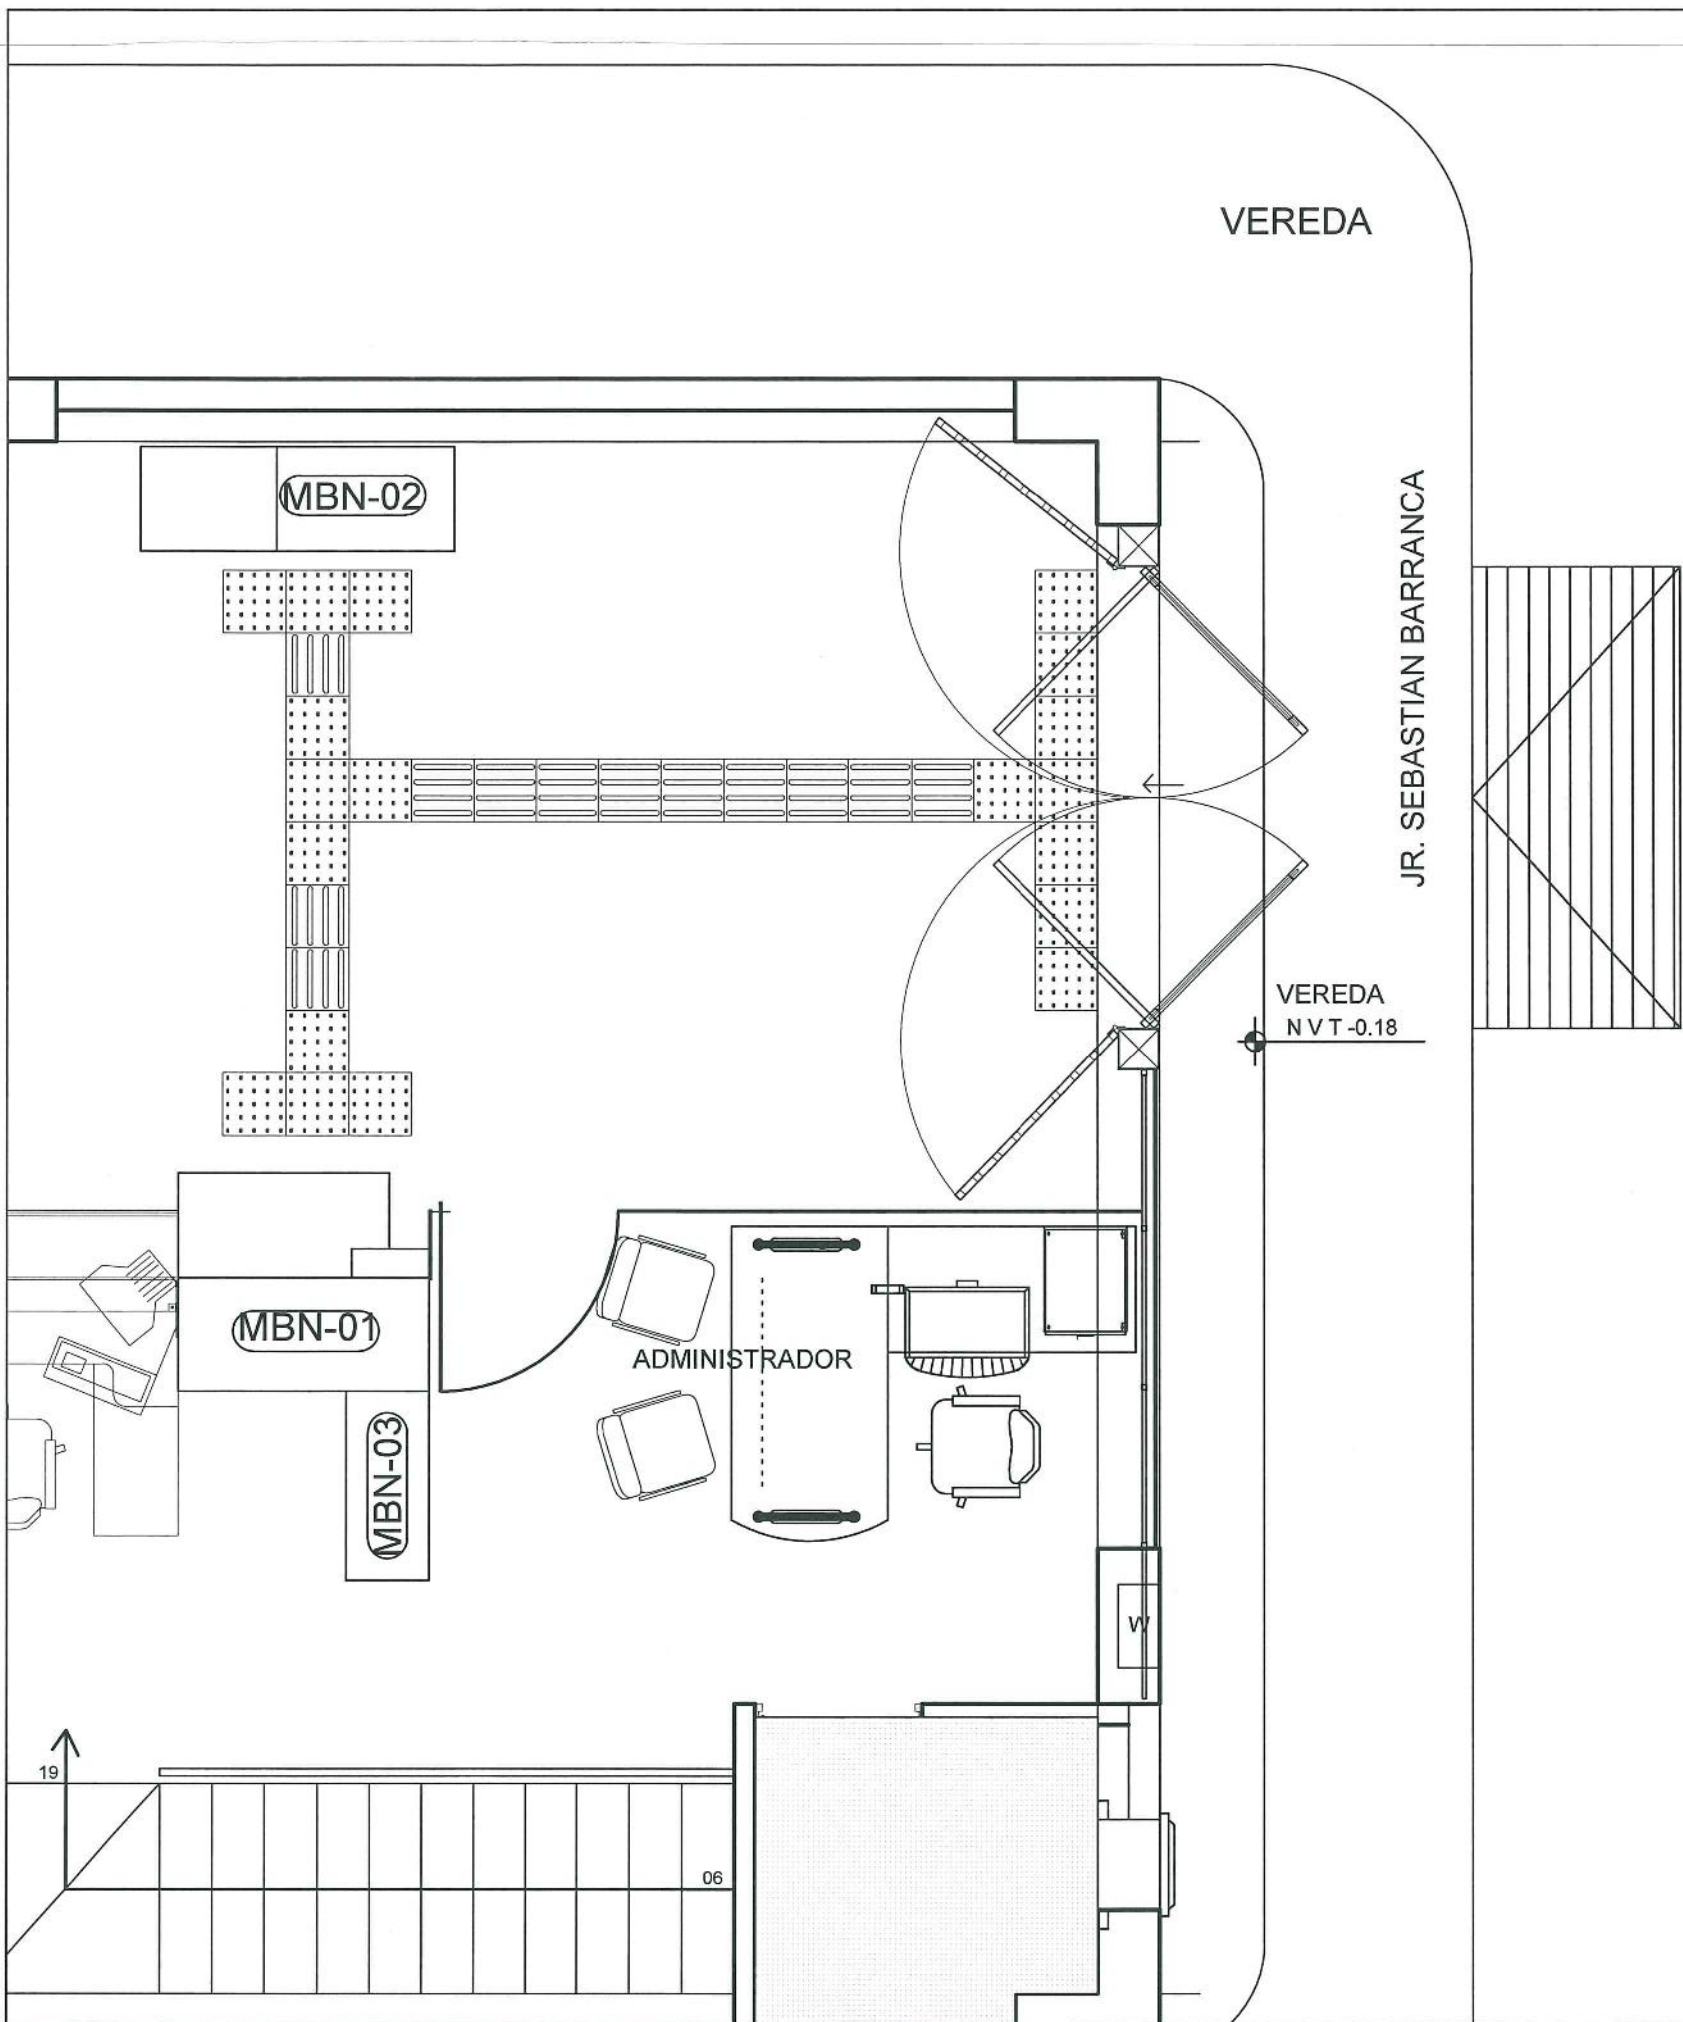 VEREDA
MBN-02
JR. SEBASTIAN BARRANCA
VEREDA
N V T -0.18
MBN-01
ADMINISTRADOR
MBN-03
W
19
06